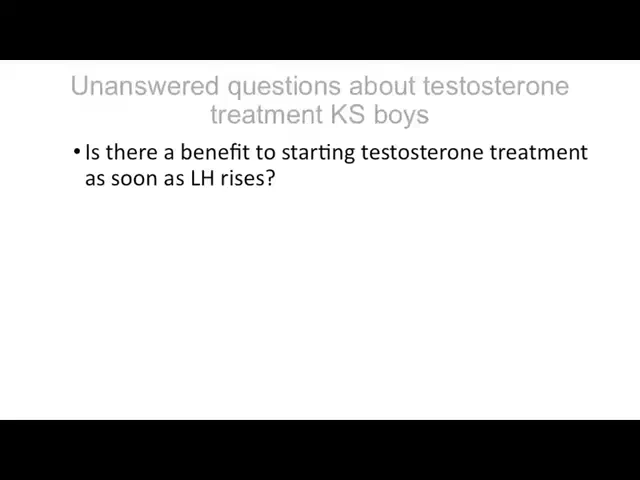 Unanswered questions about testosterone
treatment KS boys
• Is there a benefit to starting testosterone treatment
as soon as LH rises?